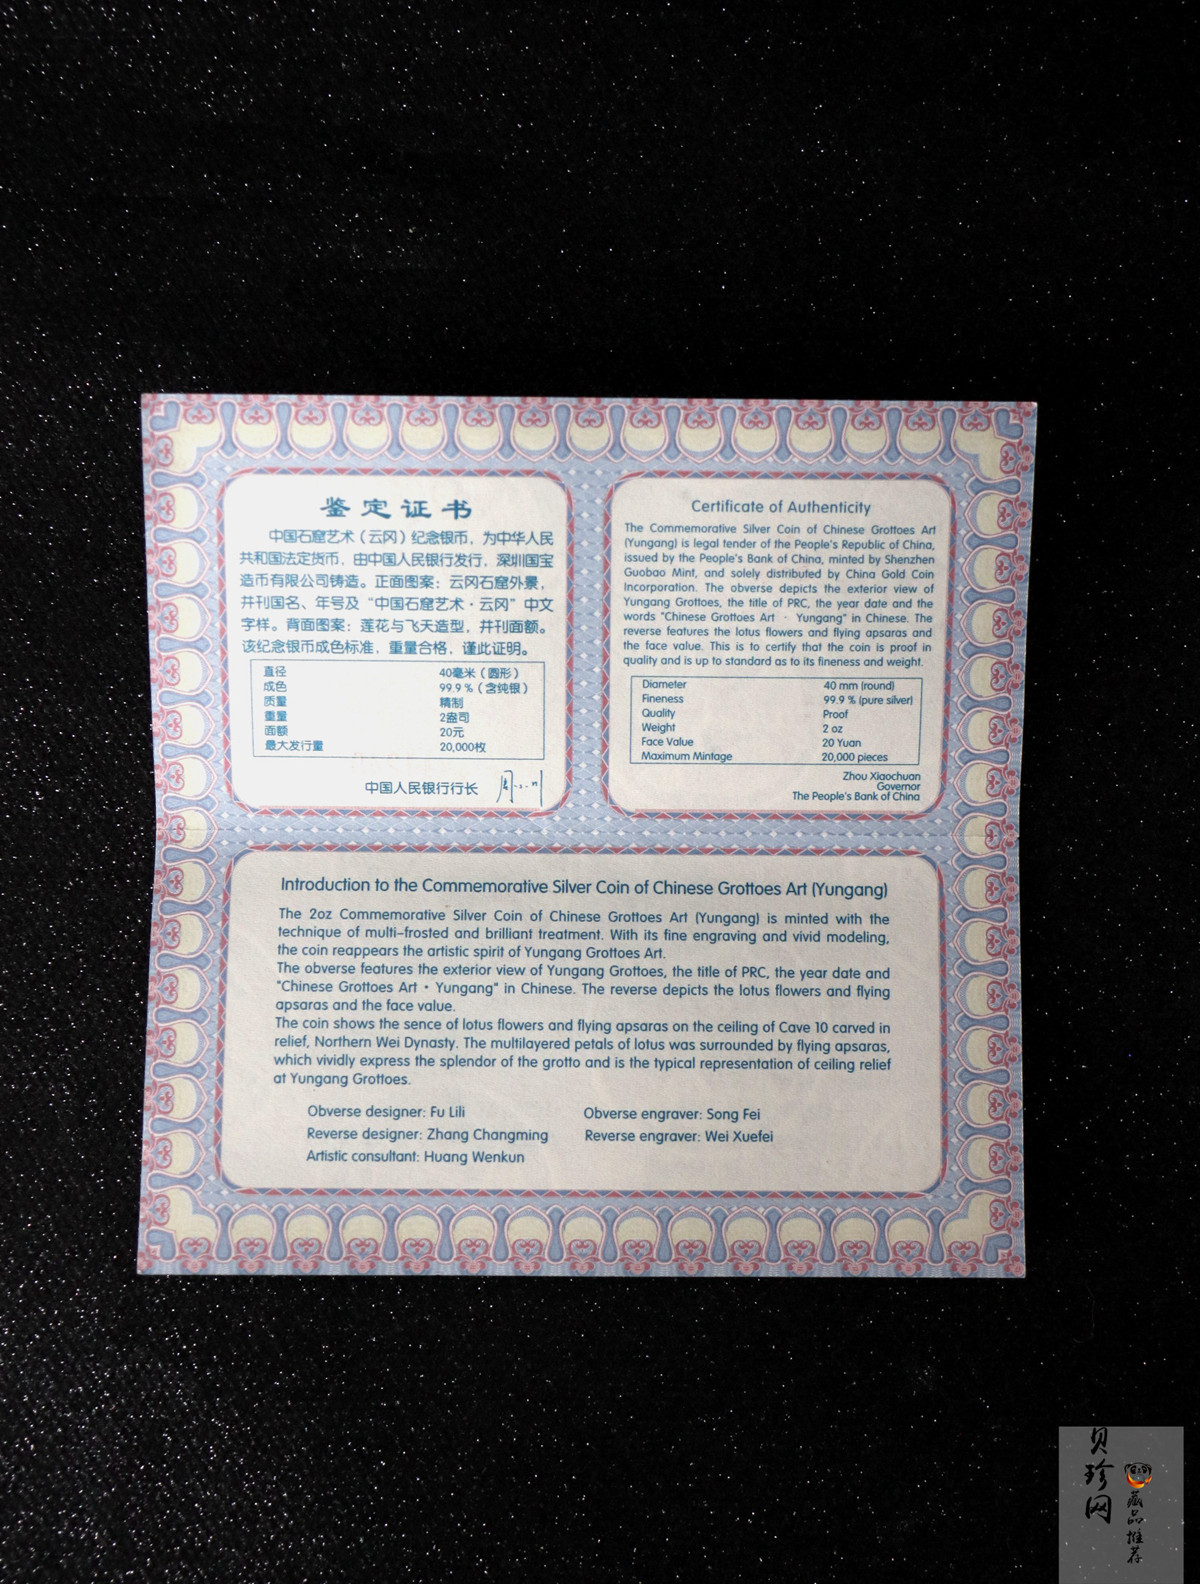 鉴定证书
中国石窟艺术（云冈）纪念银币，为中华人民
共和国法定货币，由中国人民银行发行，深圳国宝
造币有限公司铸造。正面图案：云冈石窟外景，
并刊国名、年号及“中国石窟艺术·云冈”中文
字样。背面图案：莲花与飞天造型，并刊面额。
该纪念银币成色标准，重量合格，谨此证明。
直径 40毫米（圆形）
成色 99.9％（含纯银）
质量 精制
重量 2盎司
面额 20元
最大发行量 20,000枚
中国人民银行行长
Certificate of Authenticity
The Commemorative Silver Coin of Chinese Grottoes Art
(Yungang) is legal tender of the People's Republic of China,
issued by the People's Bank of China, minted by Shenzhen
Guobao Mint, and solely distributed by China Gold Coin
Incorporation. The obverse depicts the exterior view of
Yungang Grottoes, the title of PRC, the year date and the
words "Chinese Grottoes Art · Yungang" in Chinese. The
reverse features the lotus flowers and flying apsaras and
the face value. This is to certify that the coin is proof in
quality and is up to standard as to its fineness and weight.
Diameter 40 mm (round)
Fineness 99.9 % (pure silver)
Quality Proof
Weight 2 oz
Face Value 20 Yuan
Maximum Mintage 20,000 pieces
Zhou Xiaochuan
Governor
The People's Bank of China
Introduction to the Commemorative Silver Coin of Chinese Grottoes Art (Yungang)
The 2oz Commemorative Silver Coin of Chinese Grottoes Art (Yungang) is minted with the
technique of multi-frosted and brilliant treatment. With its fine engraving and vivid modeling,
the coin reappears the artistic spirit of Yungang Grottoes Art.
The obverse features the exterior view of Yungang Grottoes, the title of PRC, the year date and
"Chinese Grottoes Art · Yungang" in Chinese. The reverse depicts the lotus flowers and flying
apsaras and the face value.
The coin shows the sence of lotus flowers and flying apsaras on the ceiling of Cave 10 carved in
relief, Northern Wei Dynasty. The multilayered petals of lotus was surrounded by flying apsaras,
which vividly express the splendor of the grotto and is the typical representation of ceiling relief
at Yungang Grottoes.
Obverse designer: Fu Lili Obverse engraver: Song Fei
Reverse designer: Zhang Changming Reverse engraver: Wei Xuefei
Artistic consultant: Huang Wenkun
贝珍网
藏品推荐